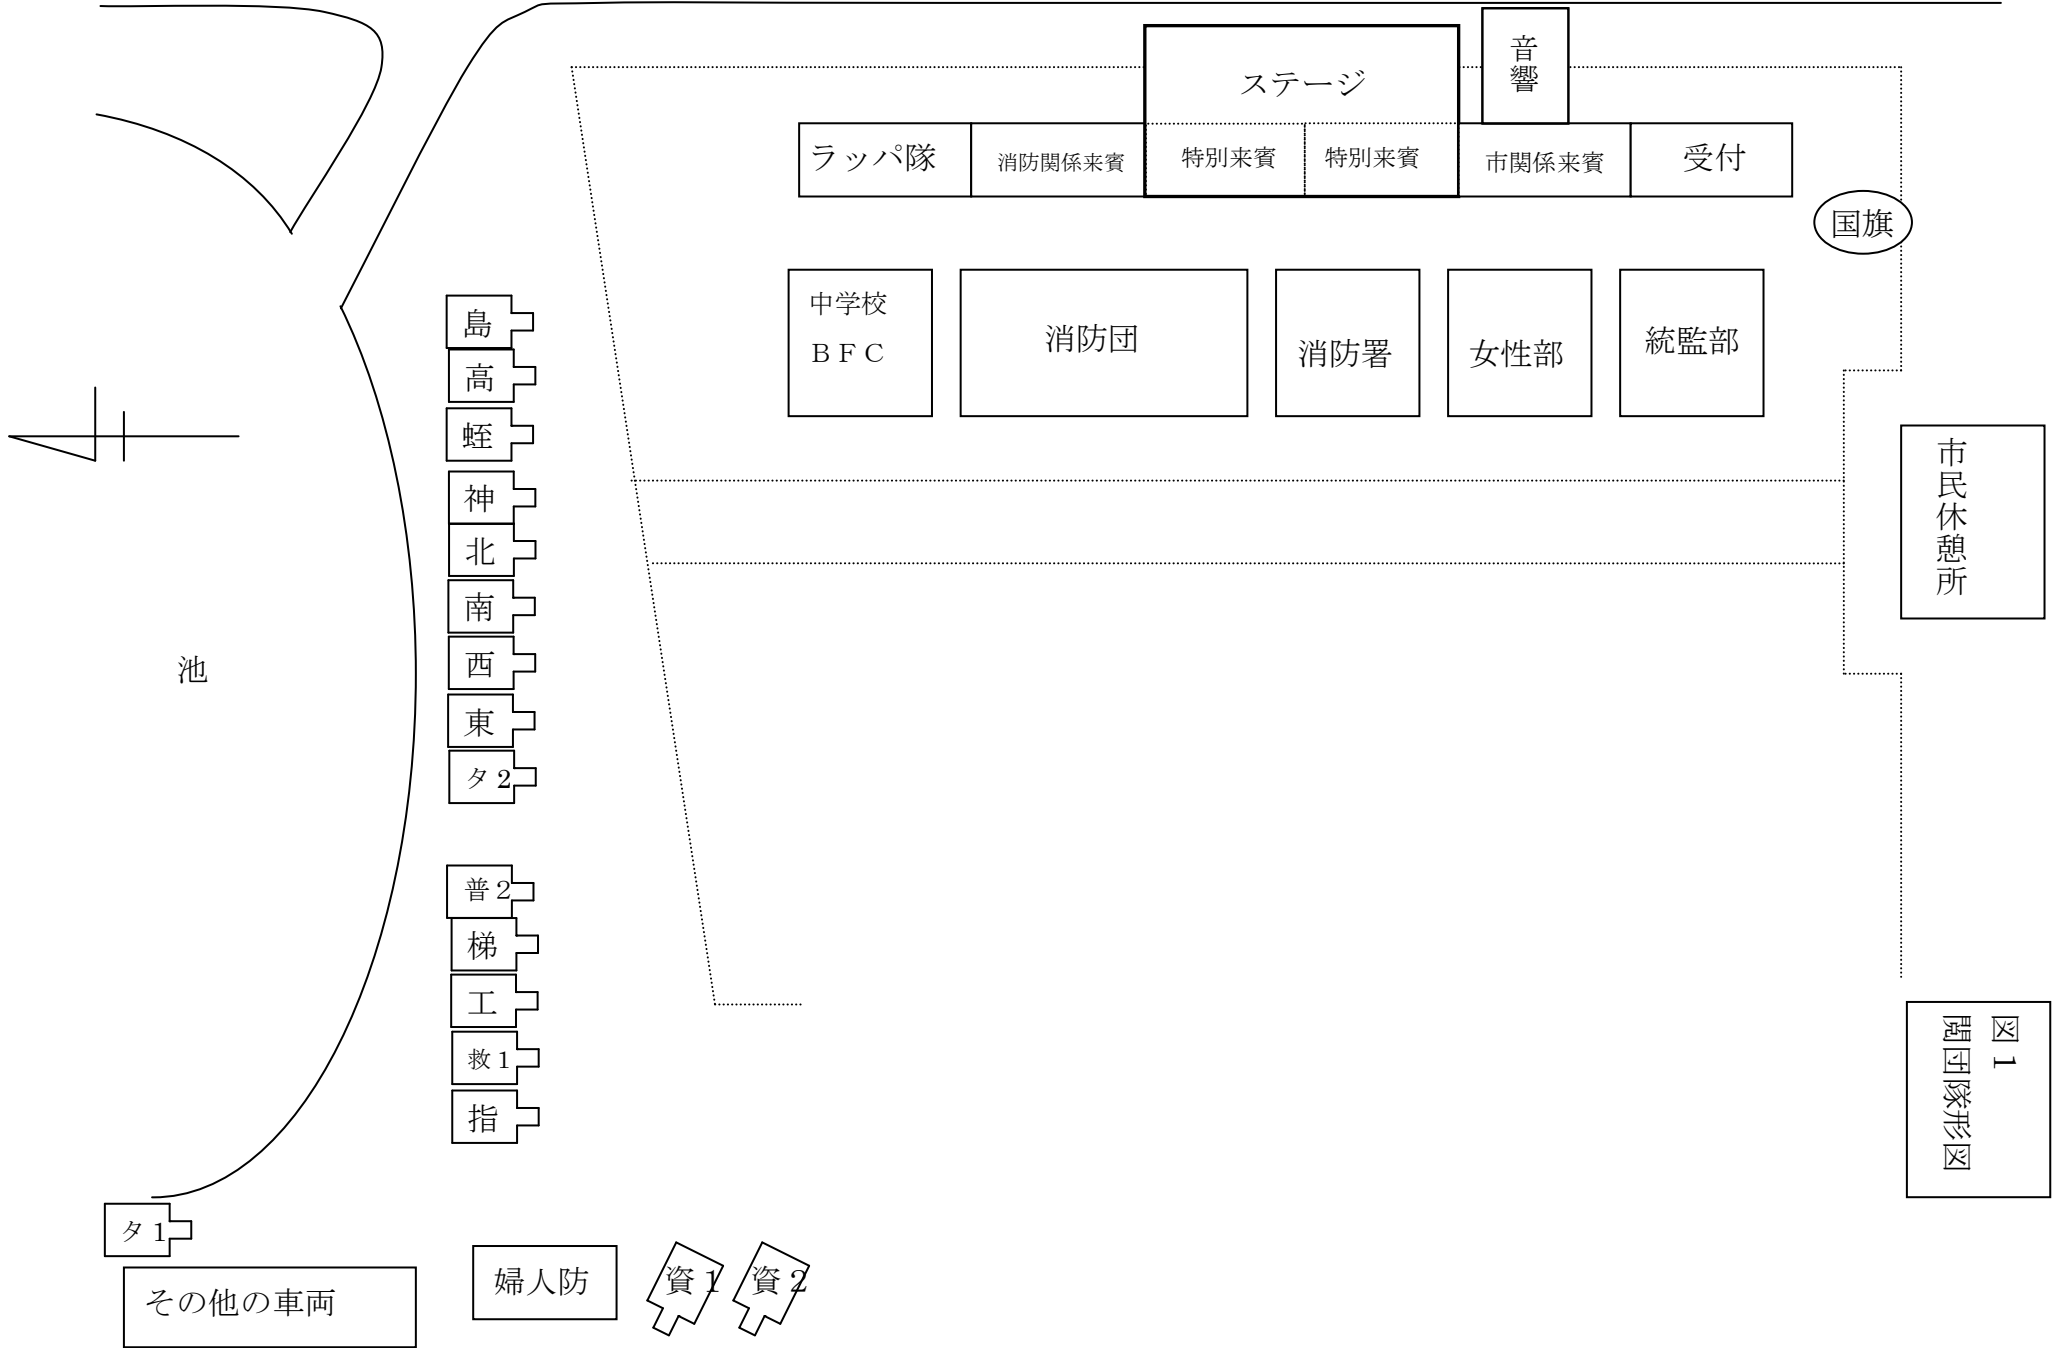 音響
ステージ
ラッパ隊
消防関係来賓
特別来賓
特別来賓
市関係来賓
受付
国旗
中学校
ＢＦＣ
消防団
消防署
女性部
統監部
島
高
蛭
神
北
南
西
東
タ２
普２
梯
工
救１
指
池
市民休憩所
図１
閲団隊形図
タ１
その他の車両
婦人防
資１
資２